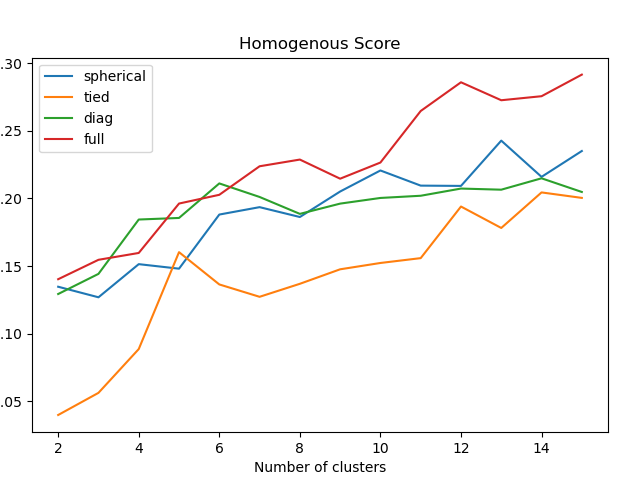 Homogenous Score
.30
.25
.20
.15
.10
.05
spherical
tied
diag
full
2 4 6 8 10 12 14
Number of clusters